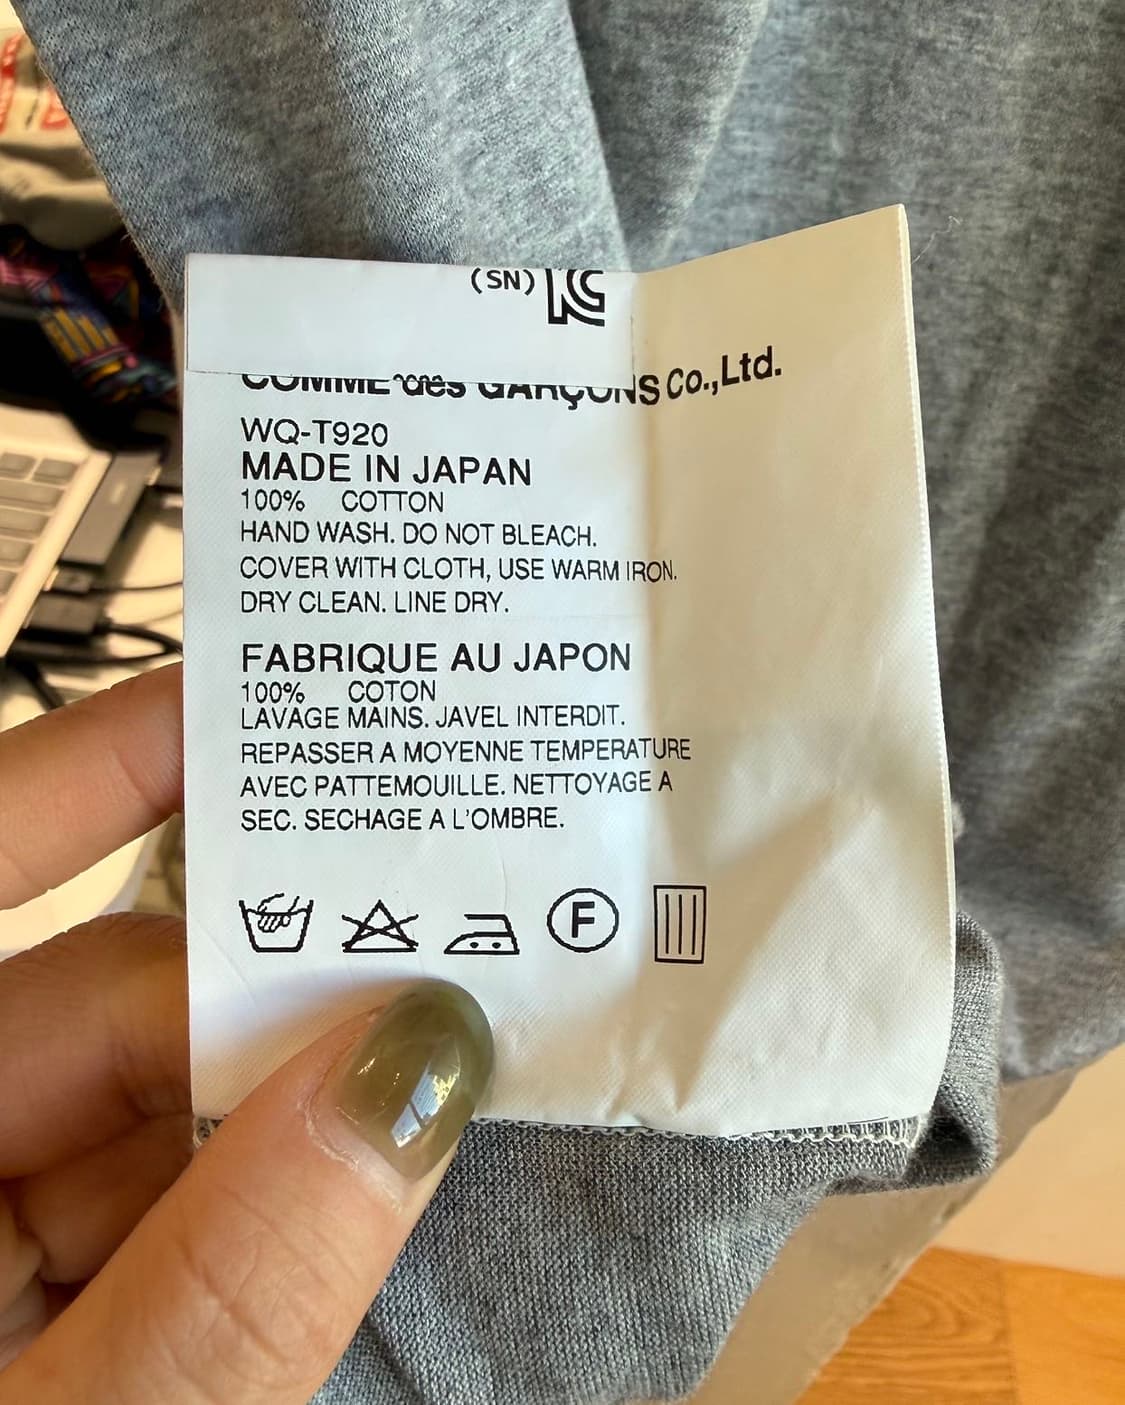 (SN)
COMME des GARÇONS Co.,Ltd.
WQ-T920
MADE IN JAPAN
100% COTTON
HAND WASH. DO NOT BLEACH.
COVER WITH CLOTH, USE WARM IRON.
DRY CLEAN. LINE DRY.
FABRIQUE AU JAPON
100% COTON
LAVAGE MAINS. JAVEL INTERDIT.
REPASSER A MOYENNE TEMPERATURE
AVEC PATTEMOUILLE. NETTOYAGE A
SEC. SECHAGE A L'OMBRE.
F